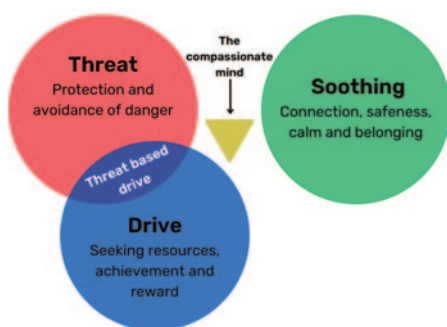 Threat
Protection and
avoidance of danger
The
compassionate
mind
Soothing
Connection, safeness,
calm and belonging
Threat based
drive
Drive
Seeking resources,
achievement and
reward